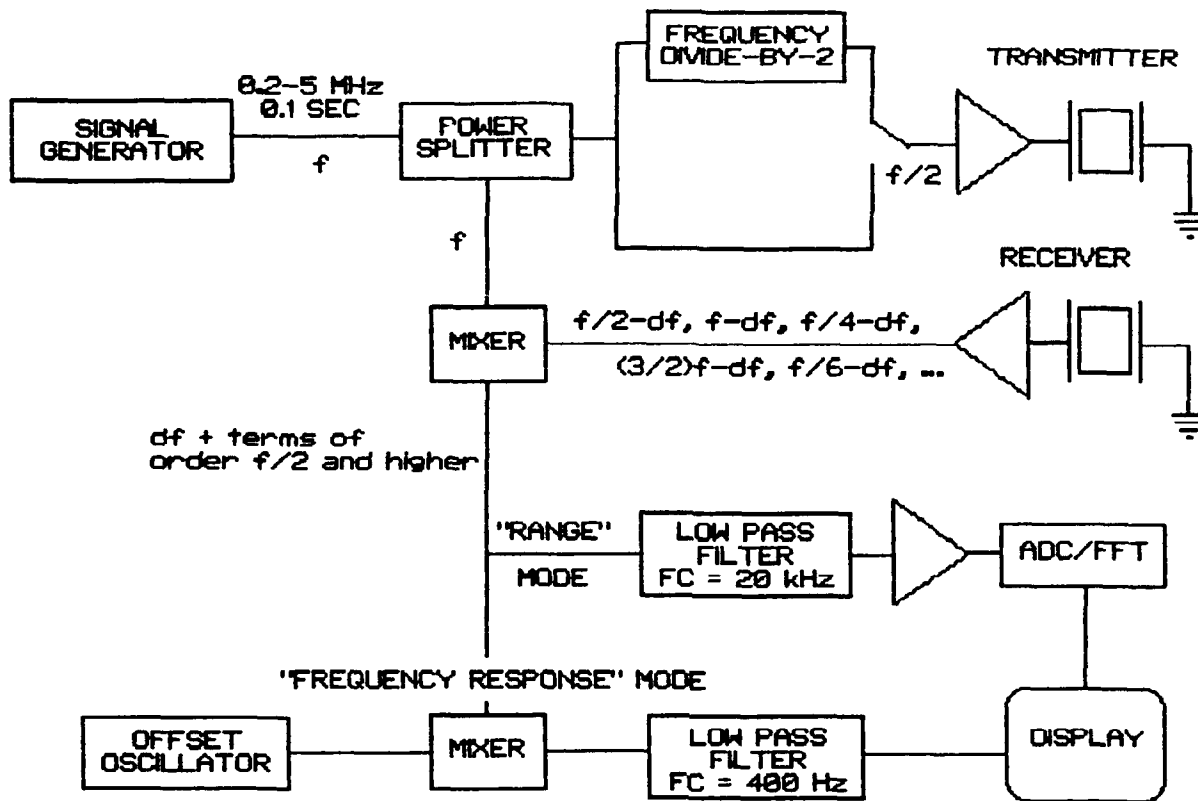 FREQUENCY
DIVIDE-BY-2
TRANSMITTER
0.2-5 MHz
0.1 SEC
SIGNAL
GENERATOR
f
POWER
SPLITTER
f/2
f
RECEIVER
MIXER
f/2-df, f-df, f/4-df,
(3/2)f-df, f/6-df, ...
df + terms of
order f/2 and higher
"RANGE"
MODE
LOW PASS
FILTER
FC = 20 kHz
ADC/FFT
"FREQUENCY RESPONSE" MODE
OFFSET
OSCILLATOR
MIXER
LOW PASS
FILTER
FC = 400 Hz
DISPLAY